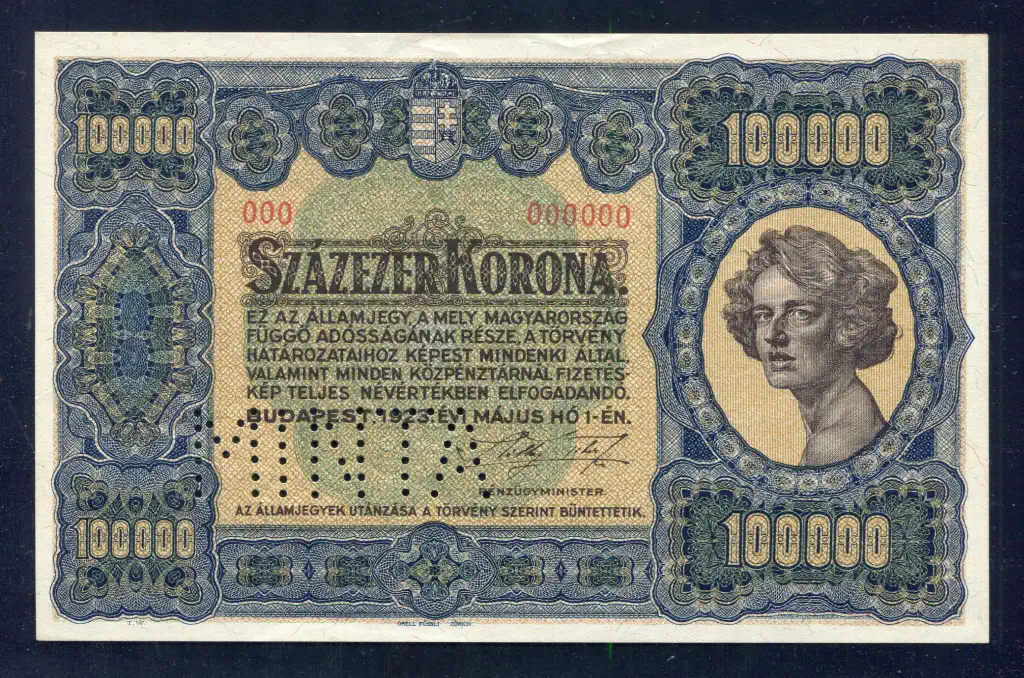 100000
100000
000
000000
SZÁZEZER KORONA.
EZ AZ ÁLLAMJEGY, A MELY MAGYARORSZÁG
FÜGGŐ ADÓSSÁGÁNAK RÉSZE, A TÖRVÉNY
HATÁROZATAIHOZ KÉPEST MINDENKI ÁLTAL,
VALAMINT MINDEN KÖZPÉNZTÁRNÁL FIZETÉS-
KÉP TELJES NÉVÉRTÉKBEN ELFOGADANDÓ.
BUDAPEST, 1923. ÉVI MÁJUS HÓ 1-ÉN.
MINTA
PÉNZÜGYMINISTER.
AZ ÁLLAMJEGYEK UTÁNZÁSA A TÖRVÉNY SZERINT BÜNTETTETIK.
100000
100000
T.W.
ORELL FÜSSLI ZÜRICH